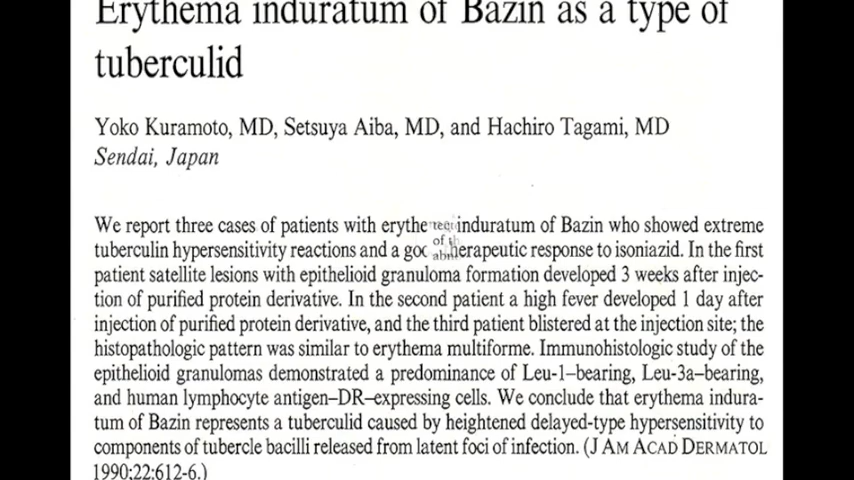 Erythema induratum of Bazin as a type of
tuberculid
Yoko Kuramoto, MD, Setsuya Aiba, MD, and Hachiro Tagami, MD
Sendai, Japan
We report three cases of patients with erythe induratum of Bazin who showed extreme
tuberculin hypersensitivity reactions and a goo therapeutic response to isoniazid. In the first
patient satellite lesions with epithelioid granuloma formation developed 3 weeks after injec-
tion of purified protein derivative. In the second patient a high fever developed 1 day after
injection of purified protein derivative, and the third patient blistered at the injection site; the
histopathologic pattern was similar to erythema multiforme. Immunohistologic study of the
epithelioid granulomas demonstrated a predominance of Leu-1–bearing, Leu-3a–bearing,
and human lymphocyte antigen–DR–expressing cells. We conclude that erythema indura-
tum of Bazin represents a tuberculid caused by heightened delayed-type hypersensitivity to
components of tubercle bacilli released from latent foci of infection. (J AM ACAD DERMATOL
1990;22:612-6.)